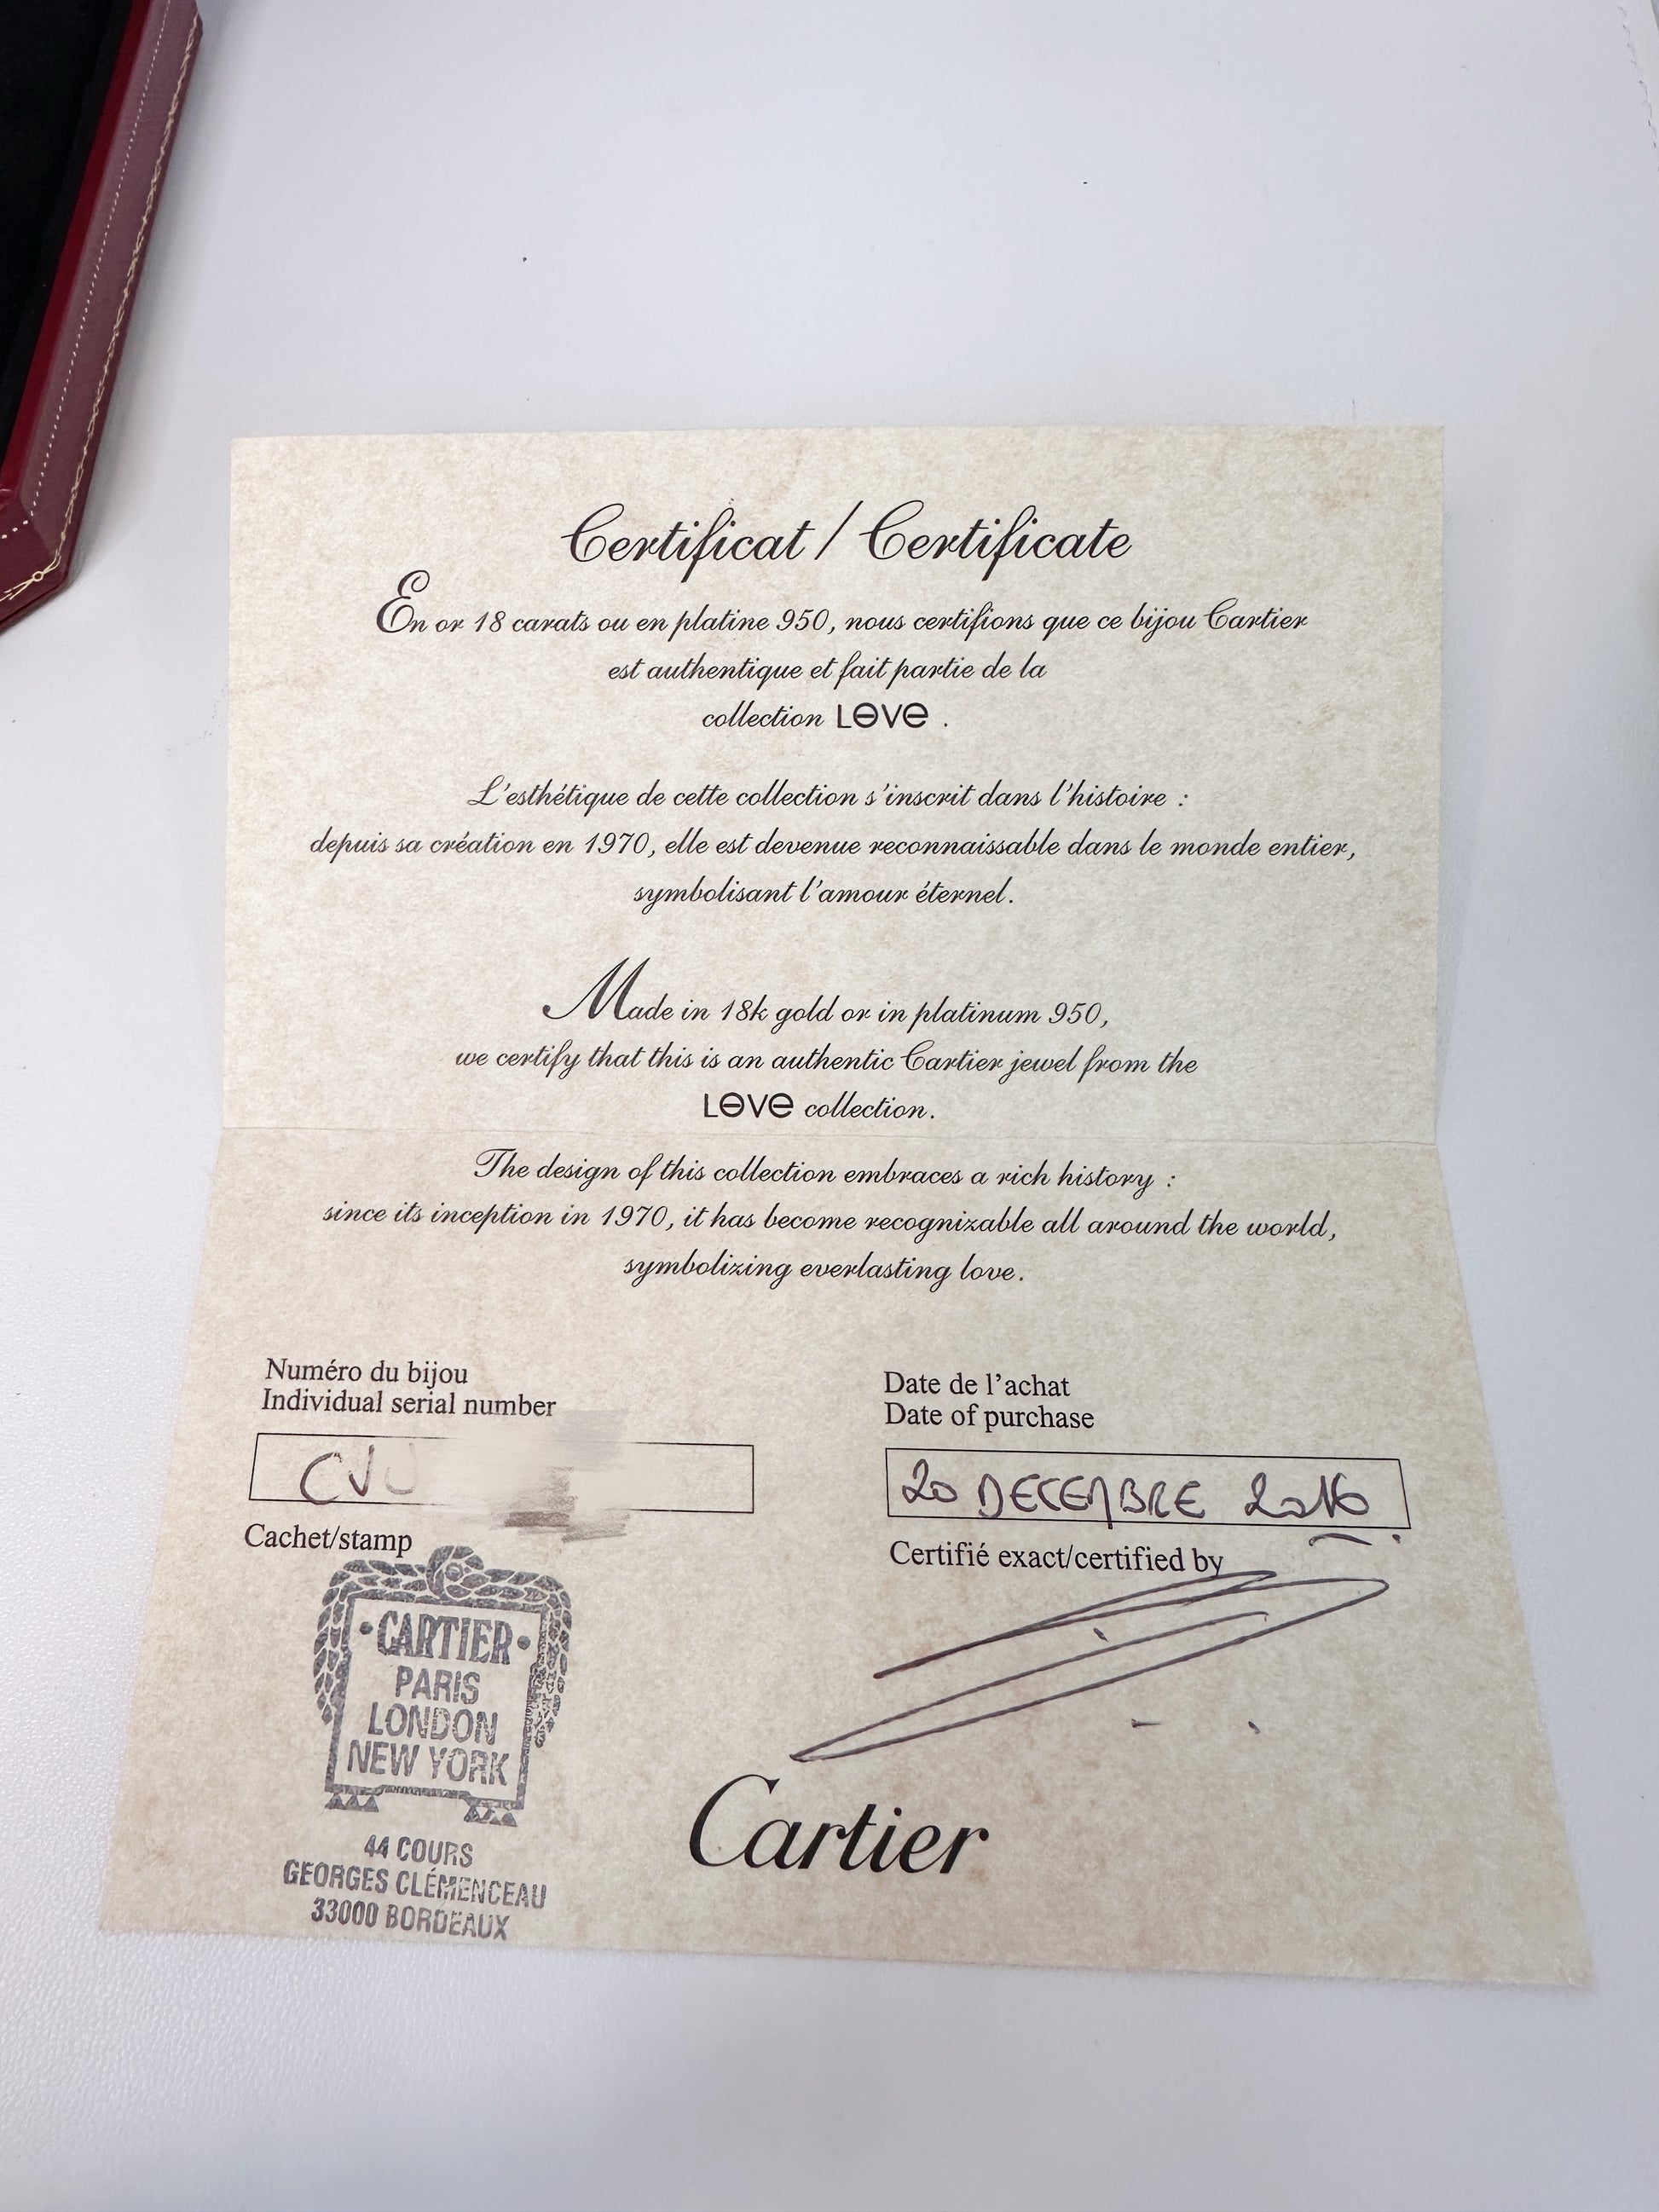 Certificat / Certificate
En or 18 carats ou en platine 950, nous certifions que ce bijou Cartier
est authentique et fait partie de la
collection LOVE .
L'esthétique de cette collection s'inscrit dans l'histoire :
depuis sa création en 1970, elle est devenue reconnaissable dans le monde entier,
symbolisant l'amour éternel.
Made in 18k gold or in platinum 950,
we certify that this is an authentic Cartier jewel from the
LOVE collection.
The design of this collection embraces a rich history :
since its inception in 1970, it has become recognizable all around the world,
symbolizing everlasting love.
Numéro du bijou
Individual serial number
Date de l'achat
Date of purchase
20 DECEMBRE 2016
Cachet/stamp
Certifié exact/certified by
CARTIER
PARIS
LONDON
NEW YORK
44 COURS
GEORGES CLÉMENCEAU
33000 BORDEAUX
Cartier